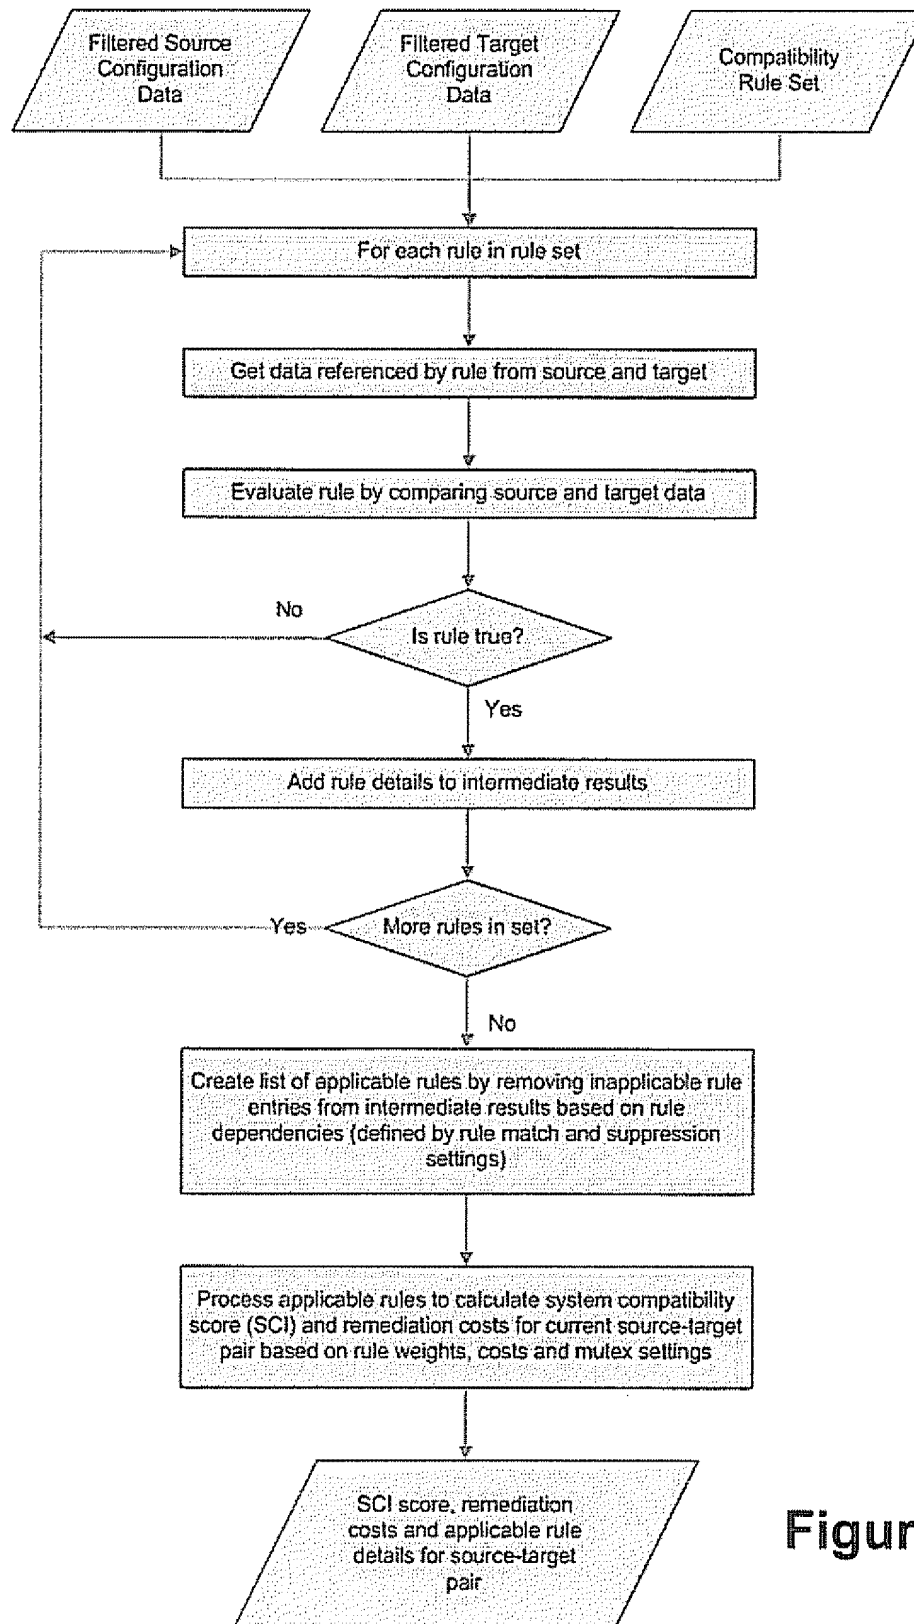 Filtered Source
Configuration
Data
Filtered Target
Configuration
Data
Compatibility
Rule Set
For each rule in rule set
Get data referenced by rule from source and target
Evaluate rule by comparing source and target data
No
Is rule true?
Yes
Add rule details to intermediate results
Yes
More rules in set?
No
Create list of applicable rules by removing inapplicable rule
entries from intermediate results based on rule
dependencies (defined by rule match and suppression
settings)
Process applicable rules to calculate system compatibility
score (SCI) and remediation costs for current source-target
pair based on rule weights, costs and mutex settings
SCI score, remediation
costs and applicable rule
details for source-target
pair
Figur